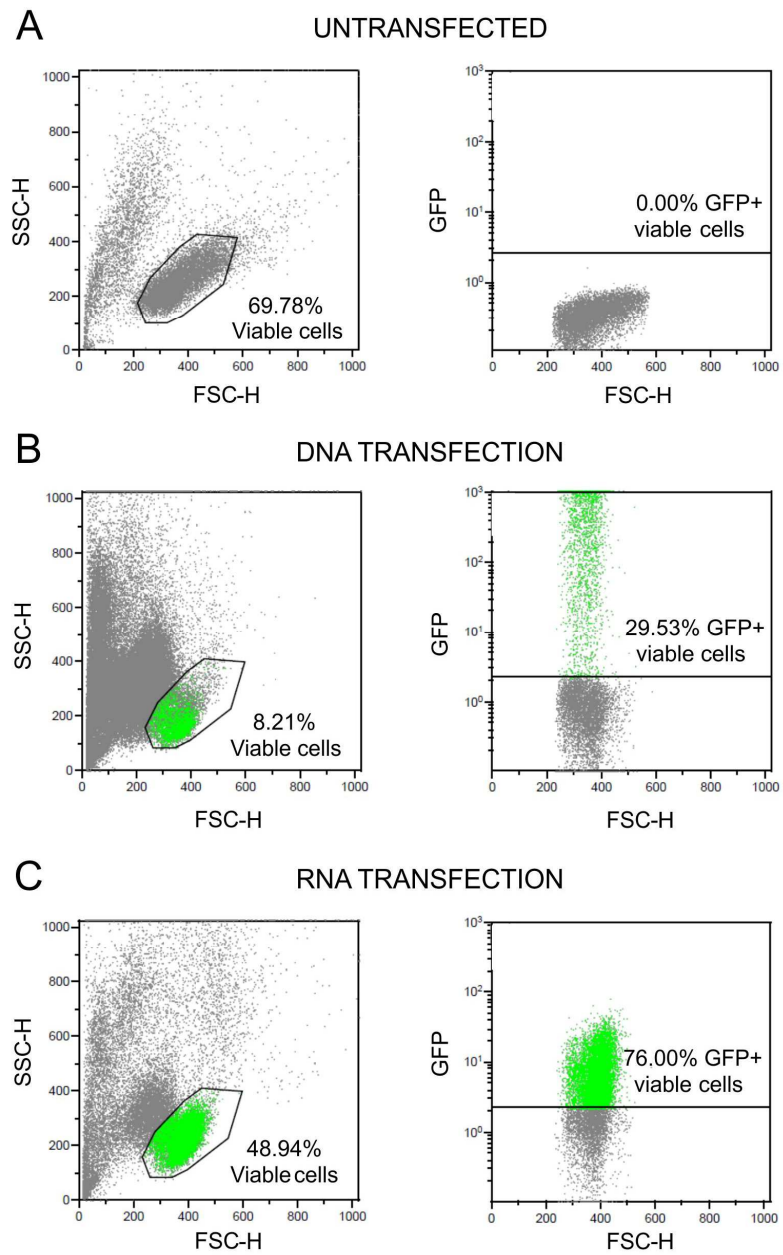 A
UNTRANSFECTED
1000
800
600
400
200
0
SSC-H
69.78%
Viable cells
0 200 400 600 800 1000
FSC-H
10³
10²
10¹
10⁰
GFP
0.00% GFP+
viable cells
0 200 400 600 800 1000
FSC-H
B
DNA TRANSFECTION
1000
800
600
400
200
0
SSC-H
8.21%
Viable cells
0 200 400 600 800 1000
FSC-H
10³
10²
10¹
10⁰
GFP
29.53% GFP+
viable cells
0 200 400 600 800 1000
FSC-H
C
RNA TRANSFECTION
1000
800
600
400
200
0
SSC-H
48.94%
Viable cells
0 200 400 600 800 1000
FSC-H
10³
10²
10¹
10⁰
GFP
76.00% GFP+
viable cells
0 200 400 600 800 1000
FSC-H